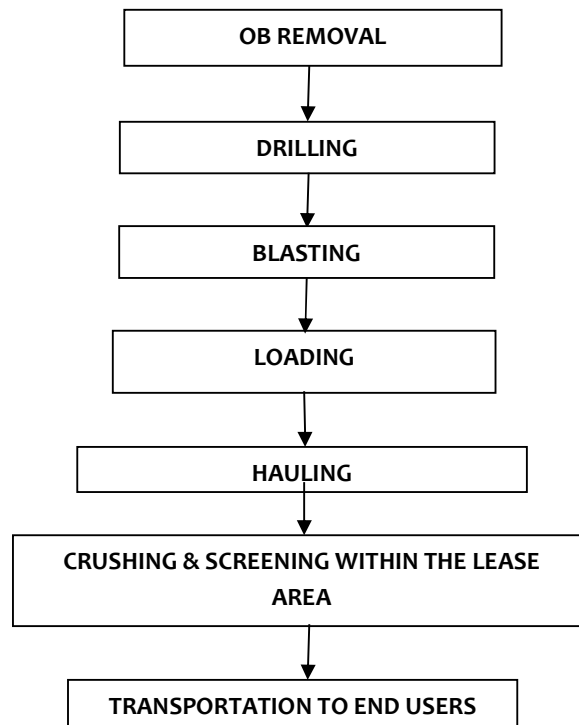 OB REMOVAL
DRILLING
BLASTING
LOADING
HAULING
CRUSHING & SCREENING WITHIN THE LEASE
AREA
TRANSPORTATION TO END USERS